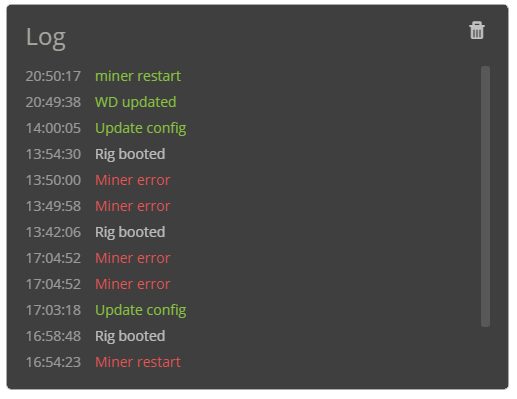 Log
20:50:17 miner restart
20:49:38 WD updated
14:00:05 Update config
13:54:30 Rig booted
13:50:00 Miner error
13:49:58 Miner error
13:42:06 Rig booted
17:04:52 Miner error
17:04:52 Miner error
17:03:18 Update config
16:58:48 Rig booted
16:54:23 Miner restart